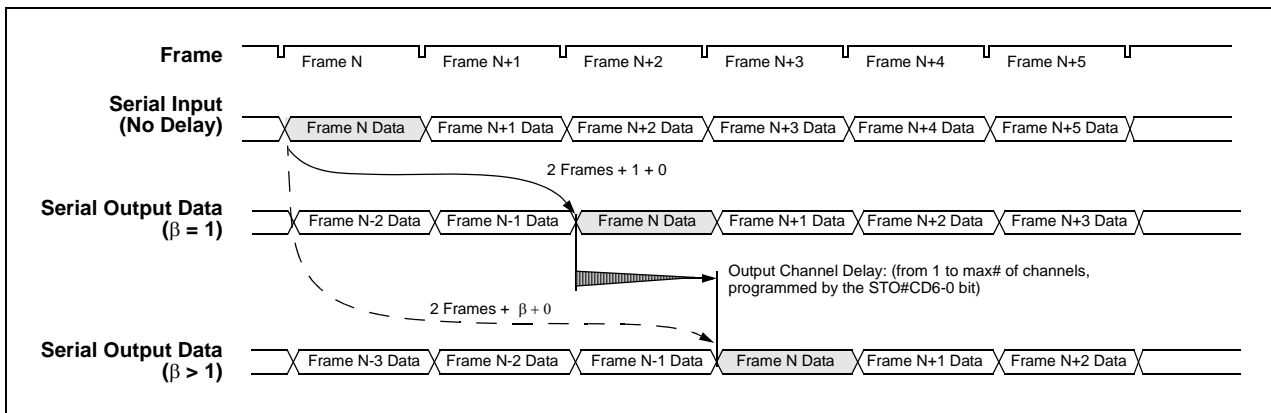 Frame
Frame N Frame N+1 Frame N+2 Frame N+3 Frame N+4 Frame N+5
Serial Input
(No Delay)
Frame N Data Frame N+1 Data Frame N+2 Data Frame N+3 Data Frame N+4 Data Frame N+5 Data
2 Frames + 1 + 0
Serial Output Data
(β = 1)
Frame N-2 Data Frame N-1 Data Frame N Data Frame N+1 Data Frame N+2 Data Frame N+3 Data
Output Channel Delay: (from 1 to max# of channels,
programmed by the STO#CD6-0 bit)
2 Frames + β + 0
Serial Output Data
(β > 1)
Frame N-3 Data Frame N-2 Data Frame N-1 Data Frame N Data Frame N+1 Data Frame N+2 Data